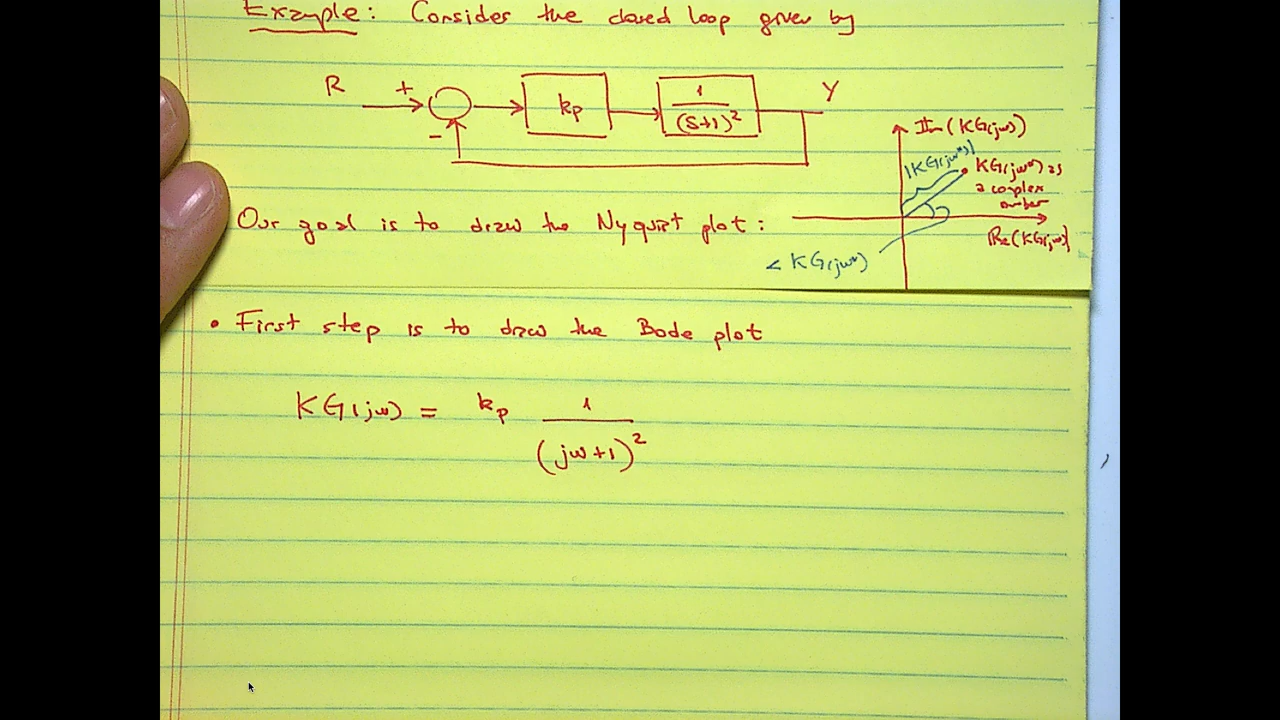 Example: Consider the closed loop given by
R + - kp 1/(s+1)² Y
Im(KG(jω))
|KG(jω*)|
KG(jω*) as
a complex
number
Our goal is to draw the Nyquist plot:
Re(KG(jω))
∠ KG(jω*)
• First step is to draw the Bode plot
KG(jω) = kp 1/(jω+1)²